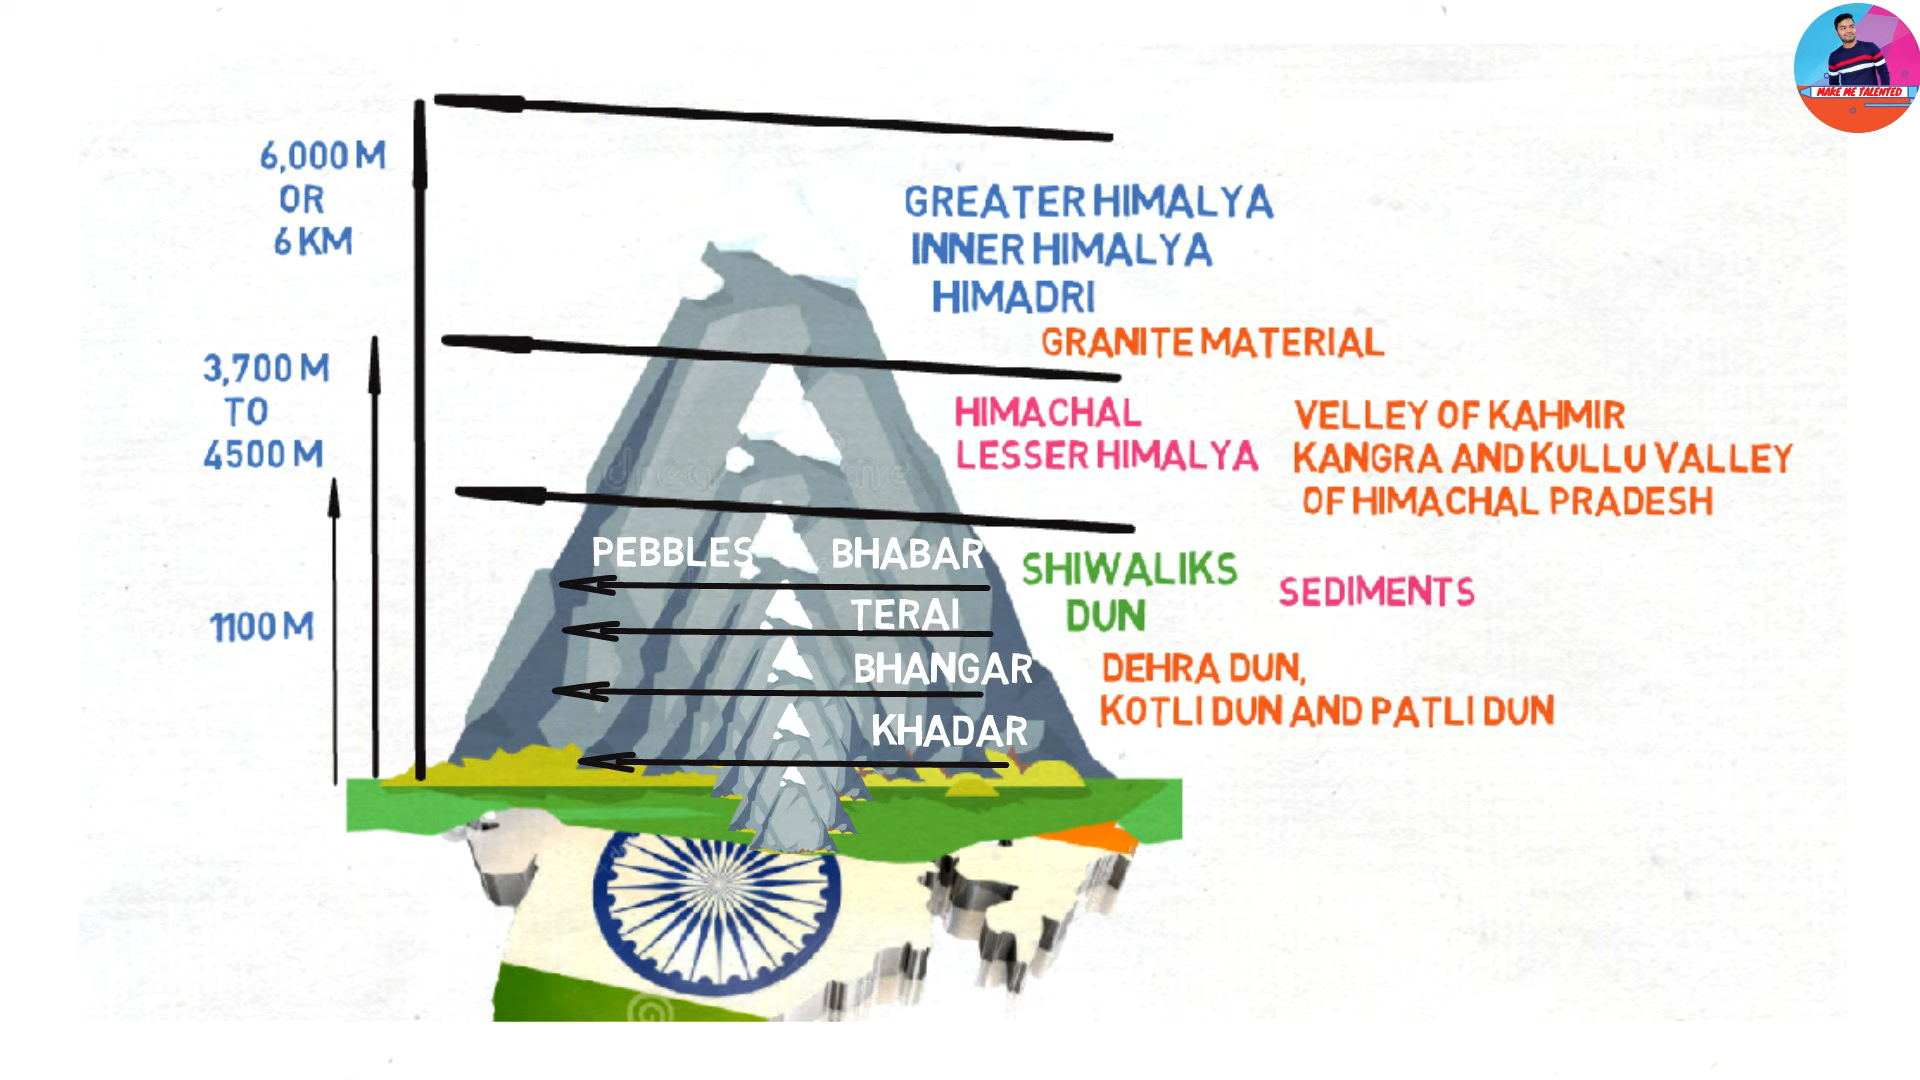 MAKE ME TALENTED
6,000 M
OR
6 KM
GREATER HIMALYA
INNER HIMALYA
HIMADRI
GRANITE MATERIAL
3,700 M
TO
4500 M
HIMACHAL
LESSER HIMALYA
VELLEY OF KAHMIR
KANGRA AND KULLU VALLEY
OF HIMACHAL PRADESH
PEBBLES
BHABAR
SHIWALIKS
DUN
SEDIMENTS
1100 M
TERAI
BHANGAR
KHADAR
DEHRA DUN,
KOTLI DUN AND PATLI DUN